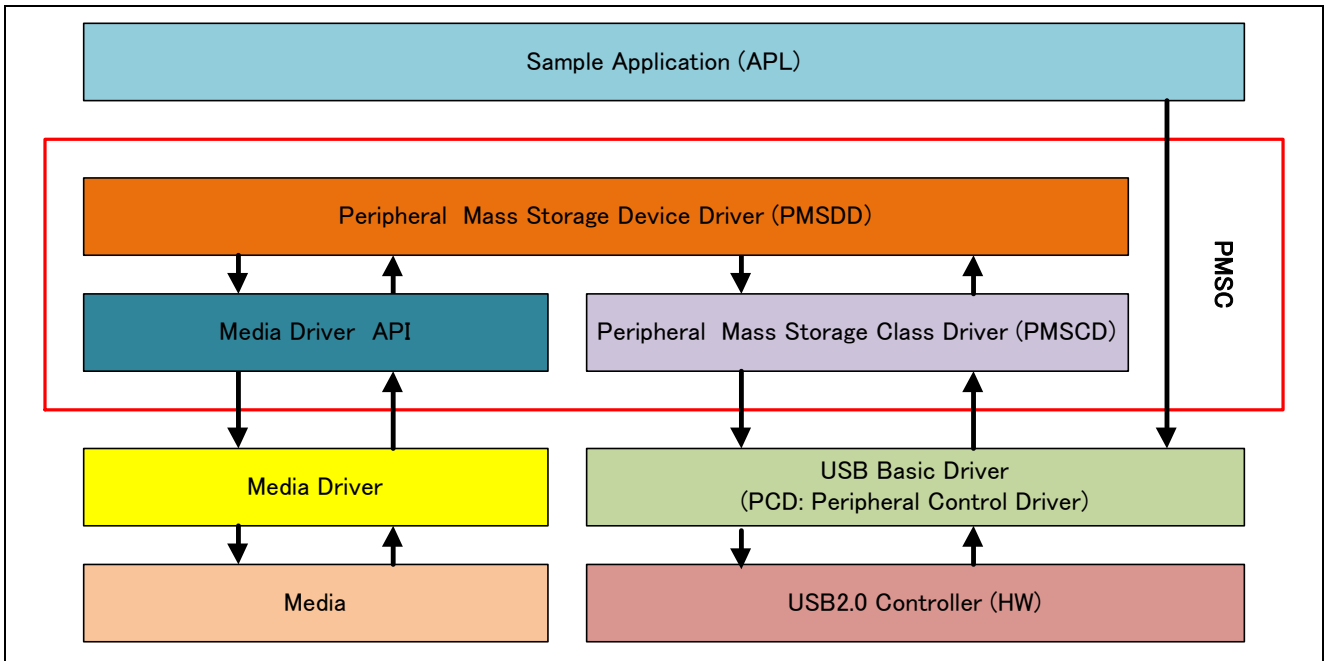 Sample Application (APL)
Peripheral Mass Storage Device Driver (PMSDD)
PMSC
Media Driver API
Peripheral Mass Storage Class Driver (PMSCD)
Media Driver
USB Basic Driver
(PCD: Peripheral Control Driver)
Media
USB2.0 Controller (HW)